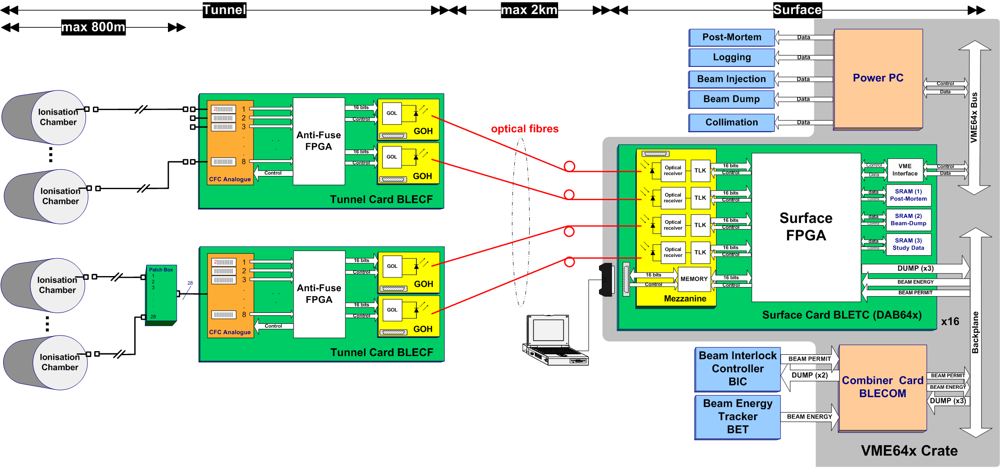 Tunnel
max 2km
Surface
max 800m
Post-Mortem
Data
Logging
Data
Beam Injection
Data
Beam Dump
Data
Collimation
Data
Power PC
Control
Data
VME64x Bus
Ionisation
Chamber
Ionisation
Chamber
2
1
2
3
.
.
.
8
CFC Analogue
Control
Anti-Fuse
FPGA
16 bits
Control
GOL
GOH
16 bits
Control
GOL
GOH
Tunnel Card BLECF
optical fibres
Ionisation
Chamber
Ionisation
Chamber
Patch Box
1
2
3
.
.
.
28
28
2
1
2
3
.
.
.
8
CFC Analogue
Control
Anti-Fuse
FPGA
16 bits
Control
GOL
GOH
16 bits
Control
GOL
GOH
Tunnel Card BLECF
Optical
receiver
TLK
16 bits
Control
Optical
receiver
TLK
16 bits
Control
Optical
receiver
TLK
16 bits
Control
Optical
receiver
TLK
16 bits
Control
16 bits
Control
MEMORY
16 bits
Control
Mezzanine
Surface
FPGA
Control
Data
VME
Interface
Control
Data
data
Control
SRAM (1)
Post-Mortem
data
Control
SRAM (2)
Beam-Dump
data
Control
SRAM (3)
Study Data
DUMP (x3)
BEAM ENERGY
BEAM PERMIT
Surface Card BLETC (DAB64x)
x16
Backplane
Beam Interlock
Controller
BIC
BEAM PERMIT
DUMP (x2)
Beam Energy
Tracker
BET
BEAM ENERGY
Combiner Card
BLECOM
BEAM PERMIT
BEAM ENERGY
DUMP (x3)
VME64x Crate